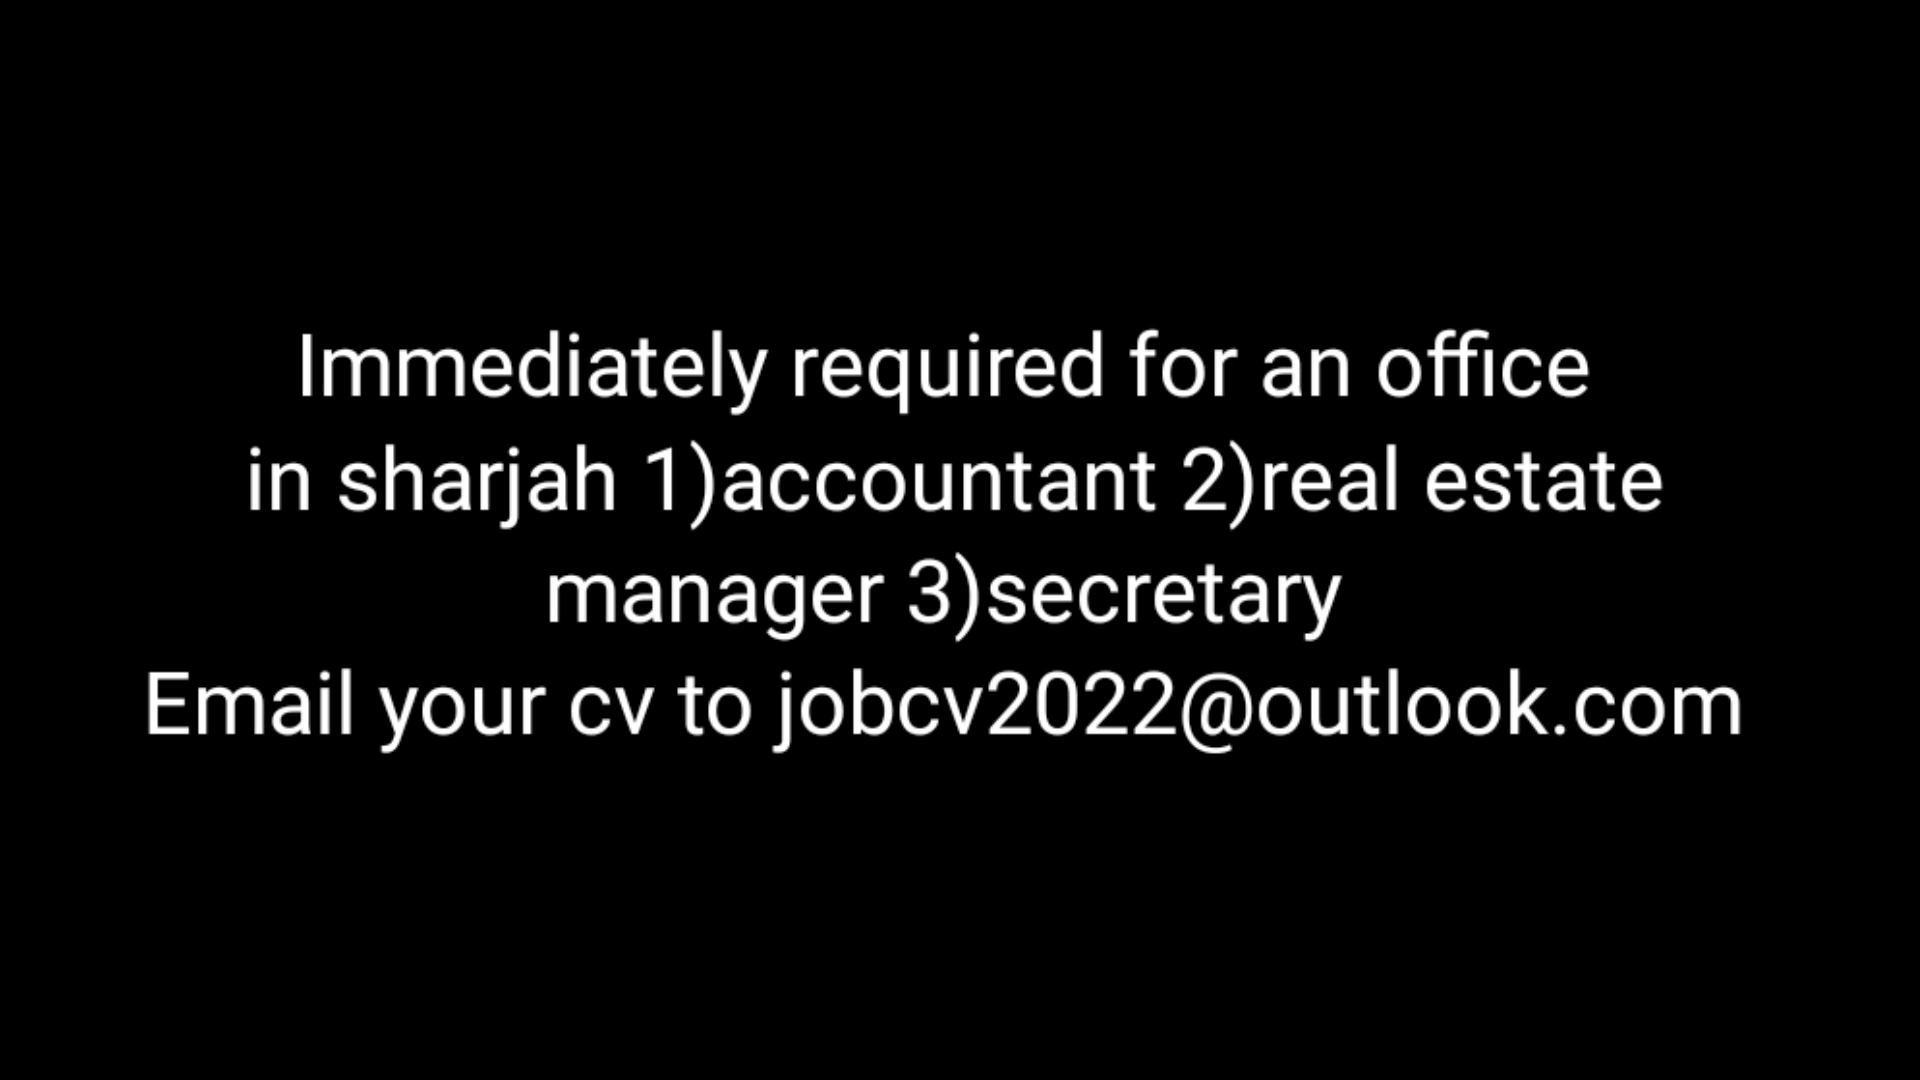 Immediately required for an office
in sharjah 1)accountant 2)real estate
manager 3)secretary
Email your cv to jobcv2022@outlook.com